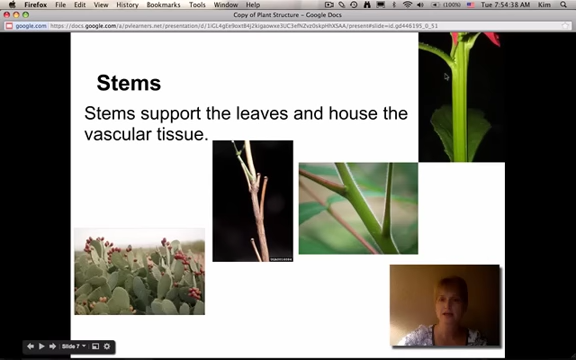 Firefox File Edit View History Bookmarks Tools Window Help
(100%) Tue 7:54:38 AM Kim
Copy of Plant Structure - Google Docs
Stems
Stems support the leaves and house the
vascular tissue.
Slide 7